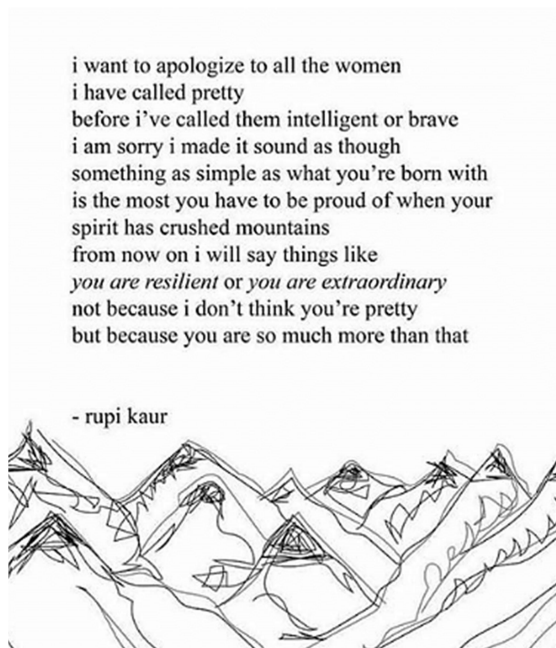 i want to apologize to all the women
i have called pretty
before i've called them intelligent or brave
i am sorry i made it sound as though
something as simple as what you're born with
is the most you have to be proud of when your
spirit has crushed mountains
from now on i will say things like
you are resilient or you are extraordinary
not because i don't think you're pretty
but because you are so much more than that
- rupi kaur